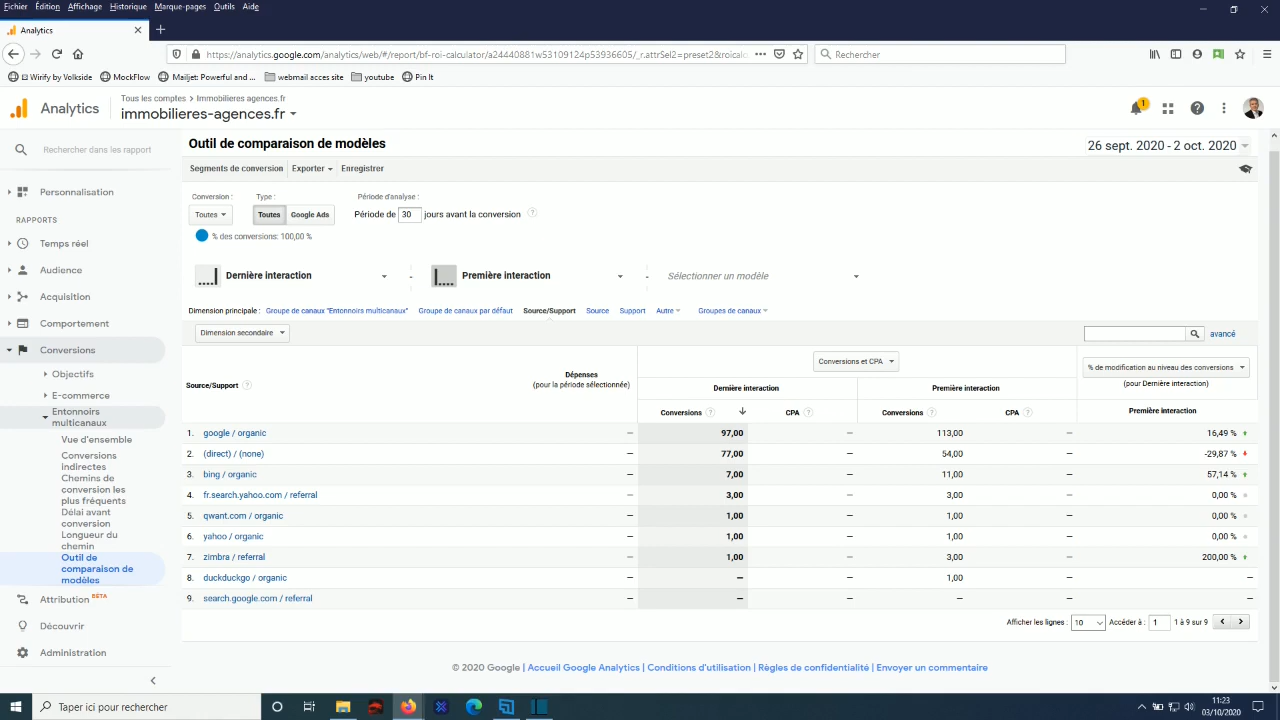 Fichier Édition Affichage Historique Marque-pages Outils Aide
Analytics
https://analytics.google.com/analytics/web/#/report/bf-roi-calculator/a24440881w53109124p53936605/_r.attrSel2=preset2&roicalc
Rechercher
Wirify by Volkside MockFlow Mailjet: Powerful and ... webmail acces site youtube Pin It
Tous les comptes > Immobilieres agences.fr
Analytics immobilieres-agences.fr
1
Rechercher dans les rapport
Outil de comparaison de modèles
26 sept. 2020 - 2 oct. 2020
Segments de conversion Exporter Enregistrer
Conversion : Type : Période d'analyse :
Toutes Toutes Google Ads Période de 30 jours avant la conversion ?
% des conversions: 100,00 %
Dernière interaction - Première interaction - Sélectionner un modèle
Dimension principale : Groupe de canaux "Entonnoirs multicanaux" Groupe de canaux par défaut Source/Support Source Support Autre Groupes de canaux
Dimension secondaire avancé
Source/Support ? Dépenses
(pour la période sélectionnée)
Conversions et CPA
% de modification au niveau des conversions
(pour Dernière interaction)
Dernière interaction Première interaction Première interaction
Conversions ? CPA ? Conversions ? CPA ?
1. google / organic — 97,00 — 113,00 — 16,49 %
2. (direct) / (none) — 77,00 — 54,00 — -29,87 %
3. bing / organic — 7,00 — 11,00 — 57,14 %
4. fr.search.yahoo.com / referral — 3,00 — 3,00 — 0,00 %
5. qwant.com / organic — 1,00 — 1,00 — 0,00 %
6. yahoo / organic — 1,00 — 1,00 — 0,00 %
7. zimbra / referral — 1,00 — 3,00 — 200,00 %
8. duckduckgo / organic — — — 1,00 — —
9. search.google.com / referral — — — — — —
Afficher les lignes : 10 Accéder à : 1 1 à 9 sur 9
© 2020 Google | Accueil Google Analytics | Conditions d'utilisation | Règles de confidentialité | Envoyer un commentaire
Personnalisation
RAPPORTS
Temps réel
Audience
Acquisition
Comportement
Conversions
Objectifs
E-commerce
Entonnoirs
multicanaux
Vue d'ensemble
Conversions
indirectes
Chemins de
conversion les
plus fréquents
Délai avant
conversion
Longueur du
chemin
Outil de
comparaison de
modèles
Attribution BÊTA
Découvrir
Administration
Taper ici pour rechercher
11:23
03/10/2020